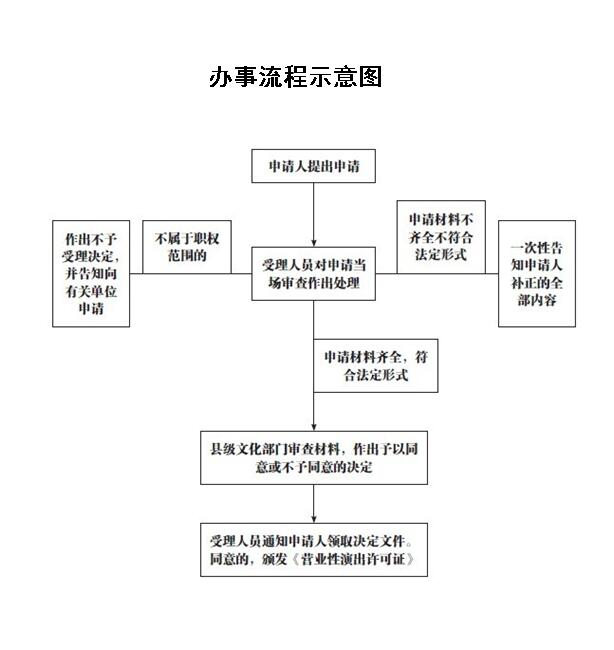 办事流程示意图
申请人提出申请
作出不予
受理决定,
并告知向
有关单位
申请
不属于职权
范围的
受理人员对申请当
场审查作出处理
申请材料不
齐全不符合
法定形式
一次性告
知申请人
补正的全
部内容
申请材料齐全，符
合法定形式
县级文化部门审查材料，作出予以同
意或不予同意的决定
受理人员通知申请人领取决定文件。
同意的，颁发《营业性演出许可证》